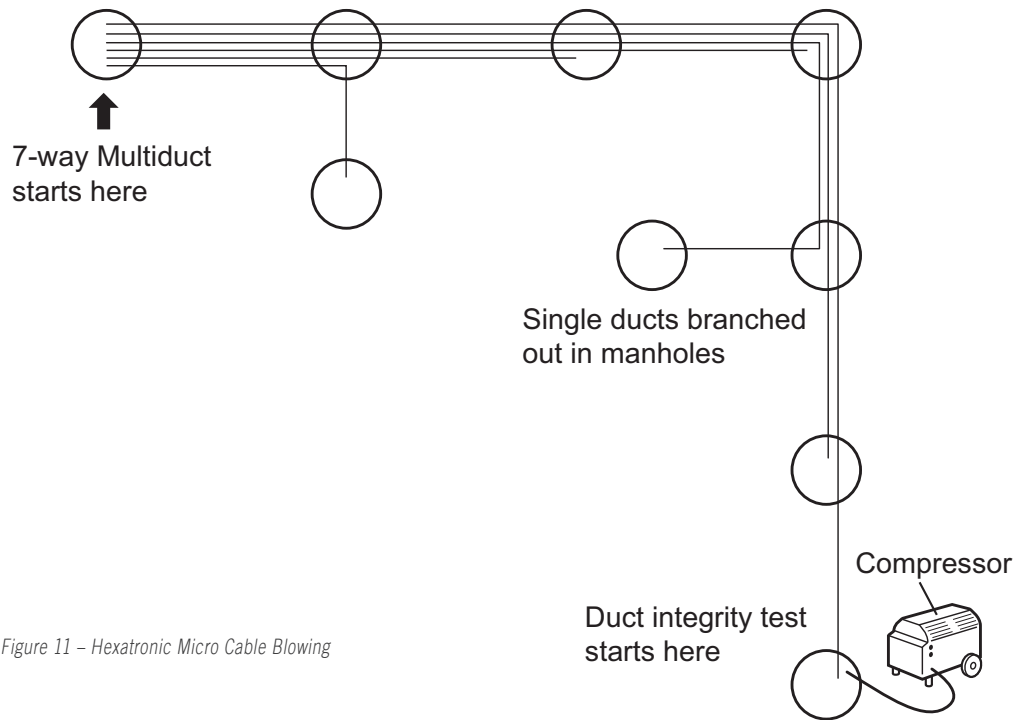 7-way Multiduct
starts here
Single ducts branched
out in manholes
Compressor
Duct integrity test
starts here
Figure 11 – Hexatronic Micro Cable Blowing